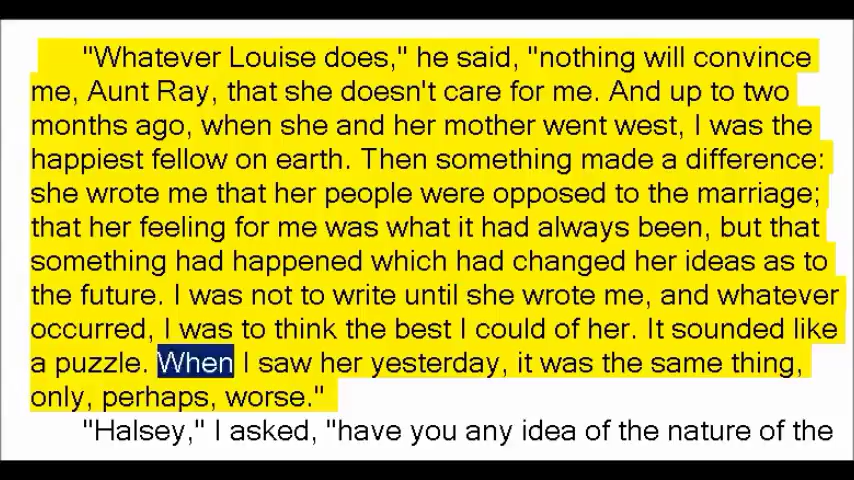 "Whatever Louise does," he said, "nothing will convince
me, Aunt Ray, that she doesn't care for me. And up to two
months ago, when she and her mother went west, I was the
happiest fellow on earth. Then something made a difference:
she wrote me that her people were opposed to the marriage;
that her feeling for me was what it had always been, but that
something had happened which had changed her ideas as to
the future. I was not to write until she wrote me, and whatever
occurred, I was to think the best I could of her. It sounded like
a puzzle. When I saw her yesterday, it was the same thing,
only, perhaps, worse."
"Halsey," I asked, "have you any idea of the nature of the